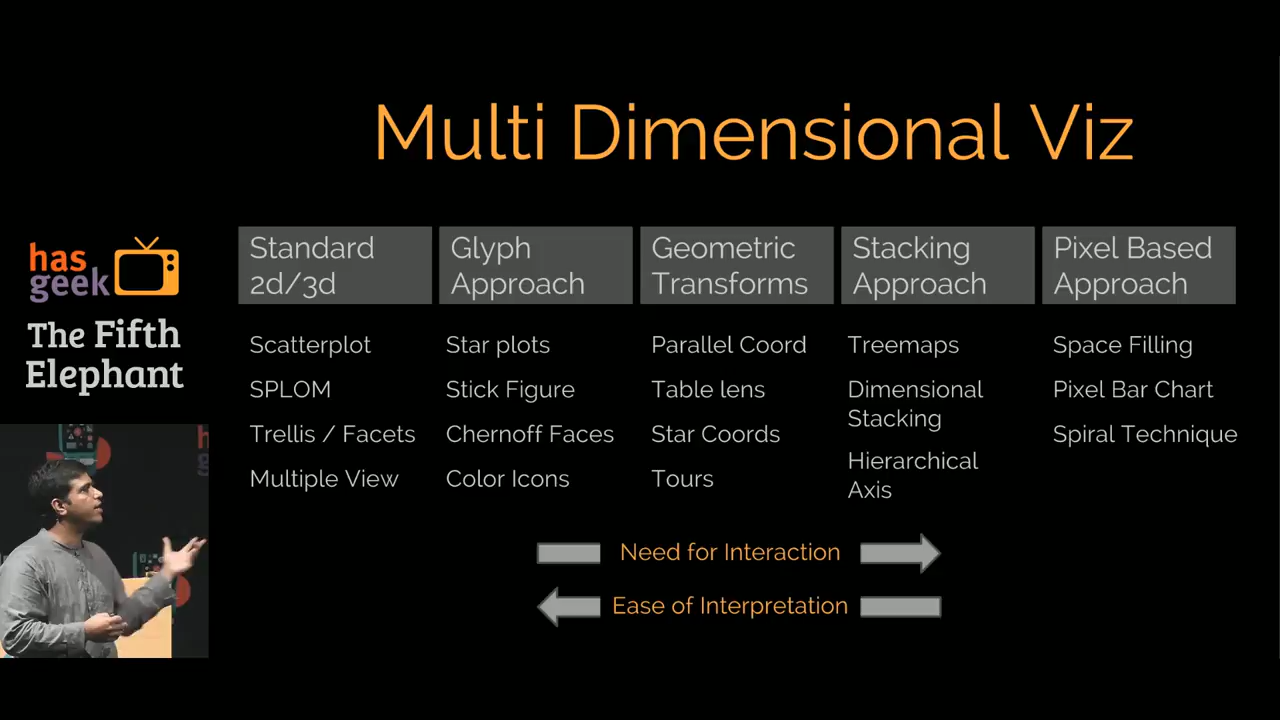 Multi Dimensional Viz
has
geek
The Fifth
Elephant
Standard
2d/3d
Scatterplot
SPLOM
Trellis / Facets
Multiple View
Glyph
Approach
Star plots
Stick Figure
Chernoff Faces
Color Icons
Geometric
Transforms
Parallel Coord
Table lens
Star Coords
Tours
Stacking
Approach
Treemaps
Dimensional
Stacking
Hierarchical
Axis
Pixel Based
Approach
Space Filling
Pixel Bar Chart
Spiral Technique
Need for Interaction
Ease of Interpretation